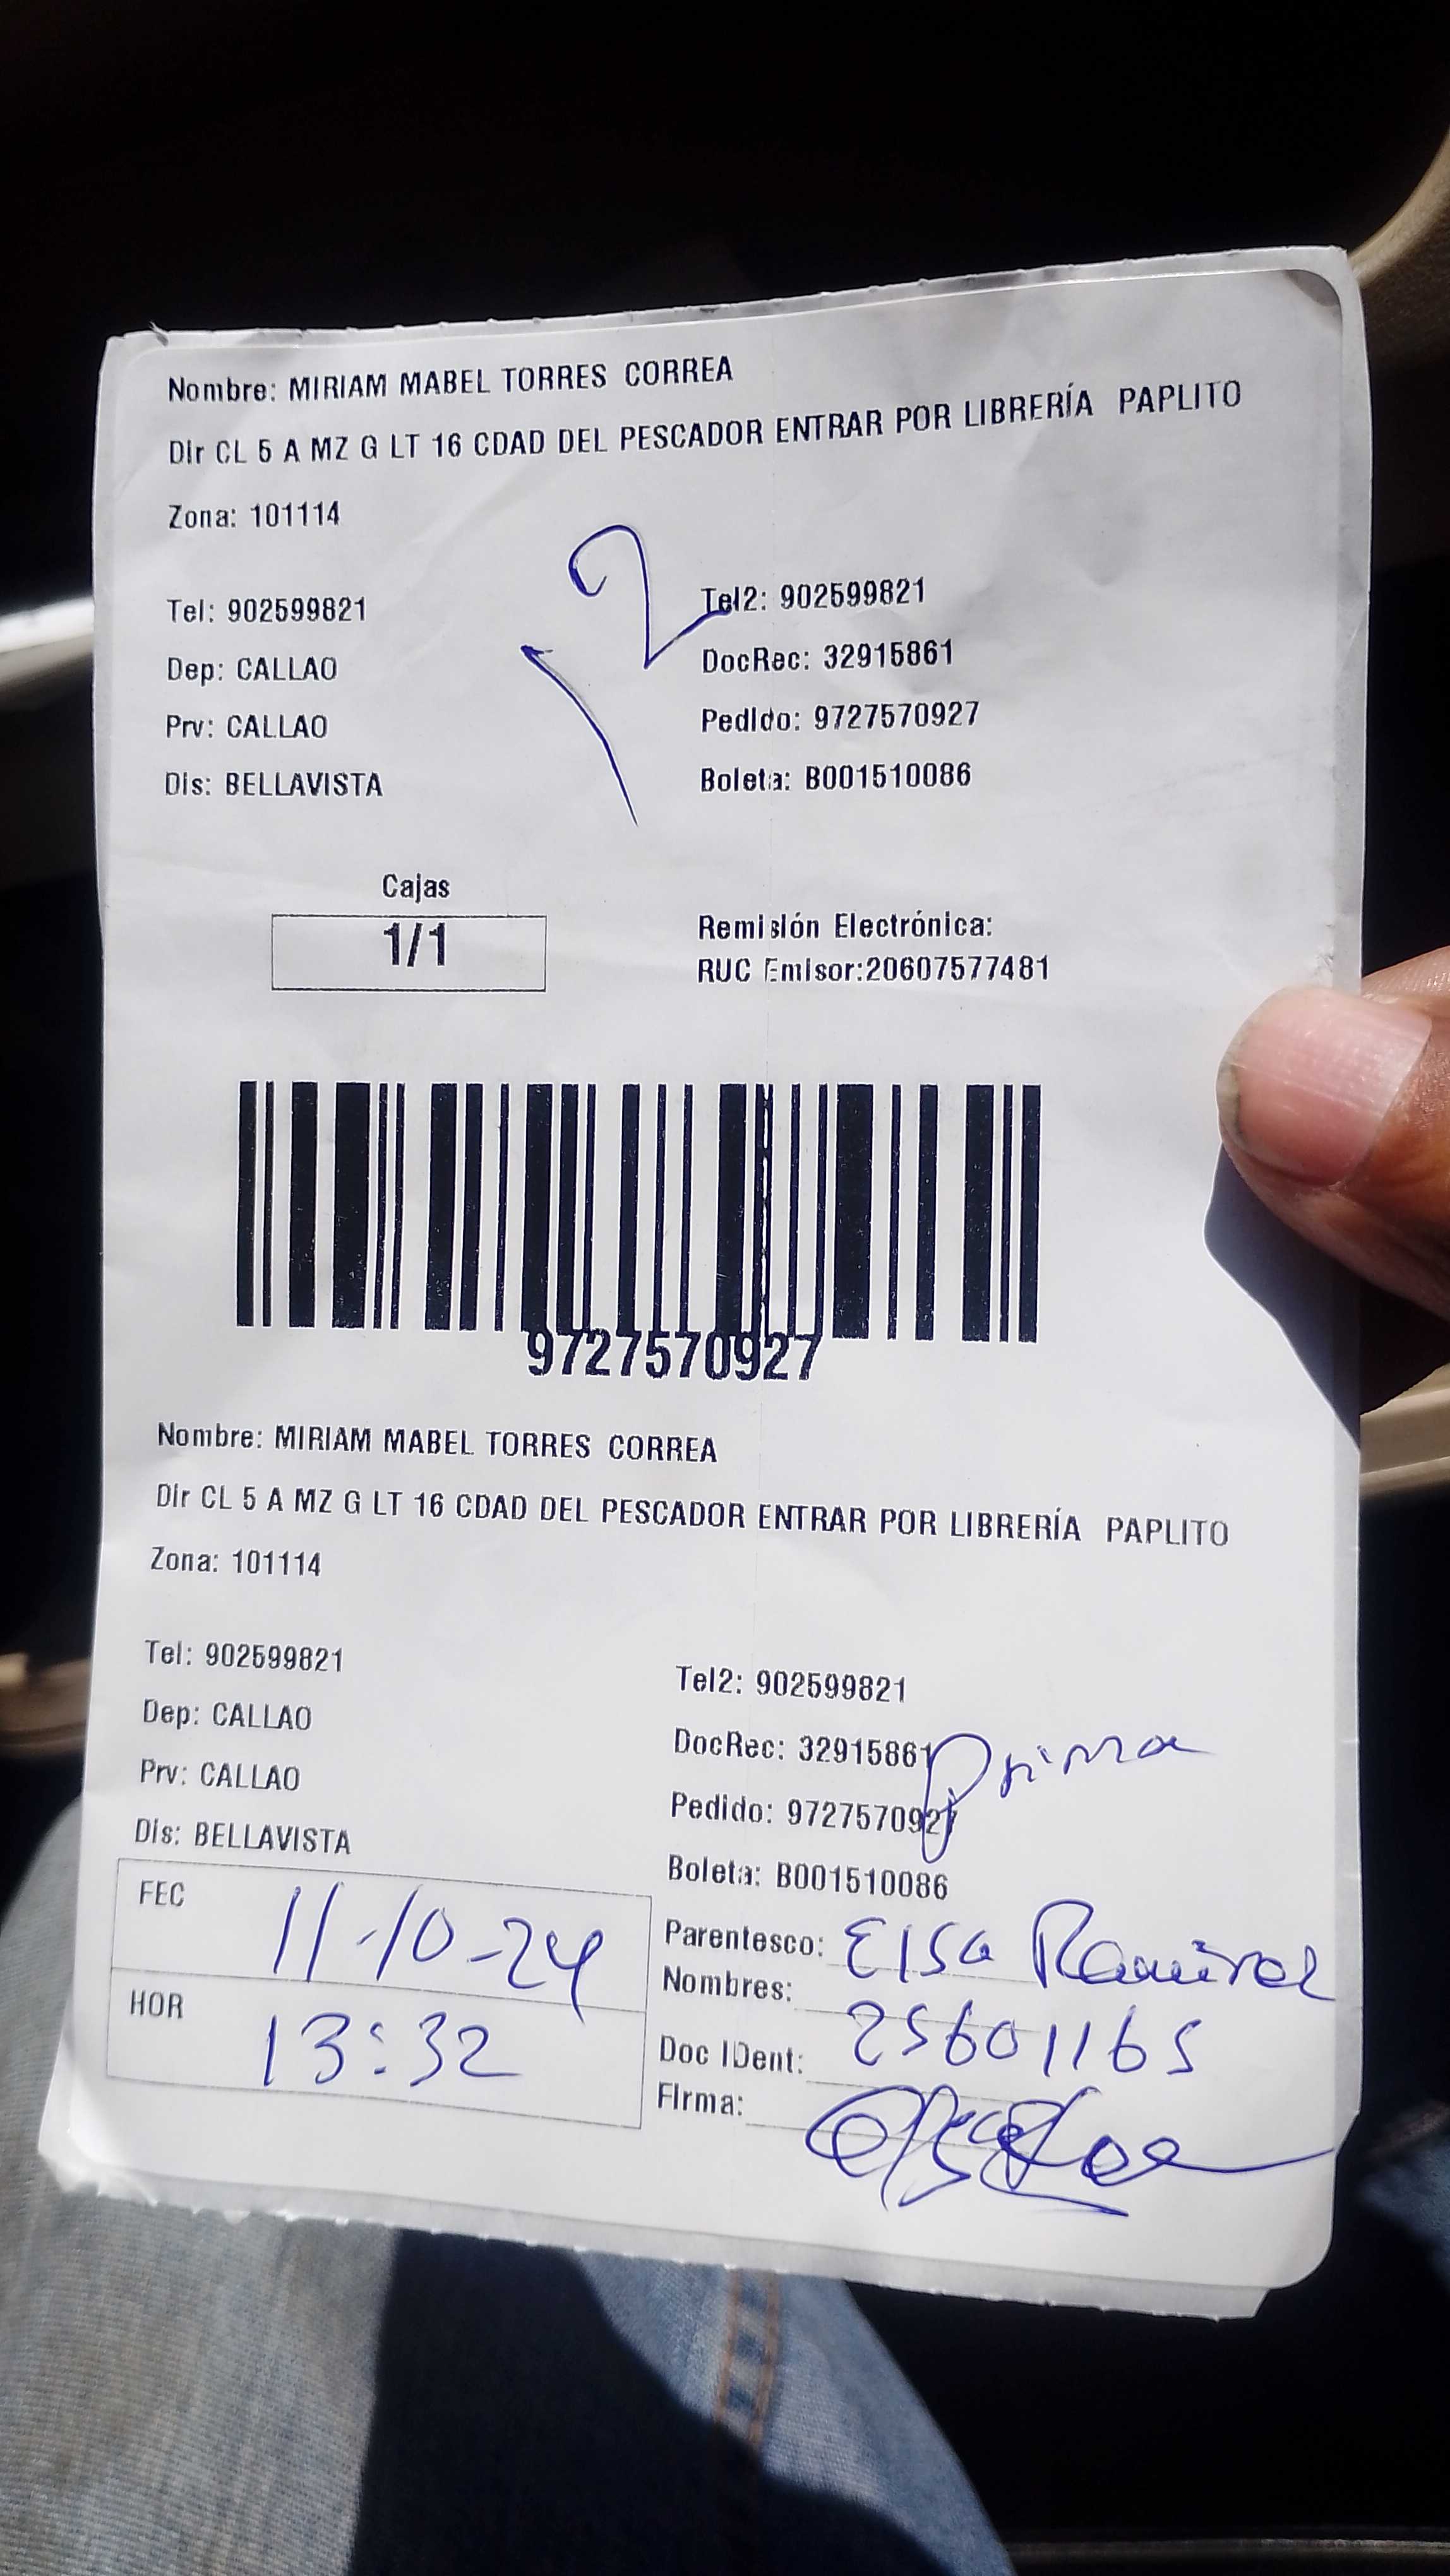 Nombre: MIRIAM MABEL TORRES CORREA
Dir CL 5 A MZ G LT 16 CDAD DEL PESCADOR ENTRAR POR LIBRERÍA PAPLITO
Zona: 101114
12
Tel: 902599821 Tel2: 902599821
Dep: CALLAO DocRec: 32915861
Prv: CALLAO Pedido: 9727570927
Dis: BELLAVISTA Boleta: B001510086
Cajas
1/1
Remisión Electrónica:
RUC Emisor:20607577481
9727570927
Nombre: MIRIAM MABEL TORRES CORREA
Dir CL 5 A MZ G LT 16 CDAD DEL PESCADOR ENTRAR POR LIBRERÍA PAPLITO
Zona: 101114
Tel: 902599821 Tel2: 902599821
Dep: CALLAO DocRec: 32915861 prima
Prv: CALLAO Pedido: 9727570927
Dis: BELLAVISTA Boleta: B001510086
FEC 11-10-24
HOR 13:32
Parentesco: Elsa Ramirez
Nombres:
Doc IDent: 25601165
Firma: